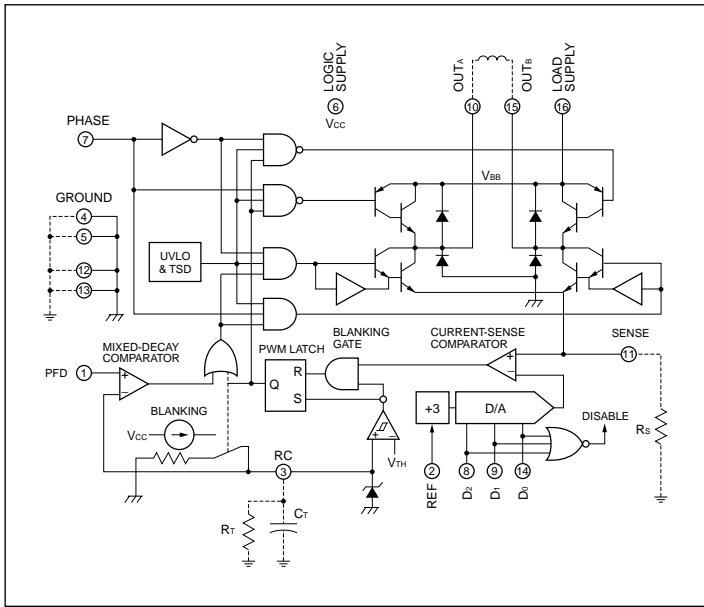 LOGIC
SUPPLY
6
VCC
OUTA
OUTB
LOAD
SUPPLY
10
15
16
PHASE
7
VBB
GROUND
4
5
12
13
UVLO
& TSD
MIXED-DECAY
COMPARATOR
PFD
1
+
–
PWM LATCH
Q
R
S
BLANKING
GATE
CURRENT-SENSE
COMPARATOR
+
–
SENSE
11
RS
BLANKING
VCC
RC
3
+
–
VTH
+3
D/A
DISABLE
2
8
9
14
REF
D2
D1
D0
RT
CT